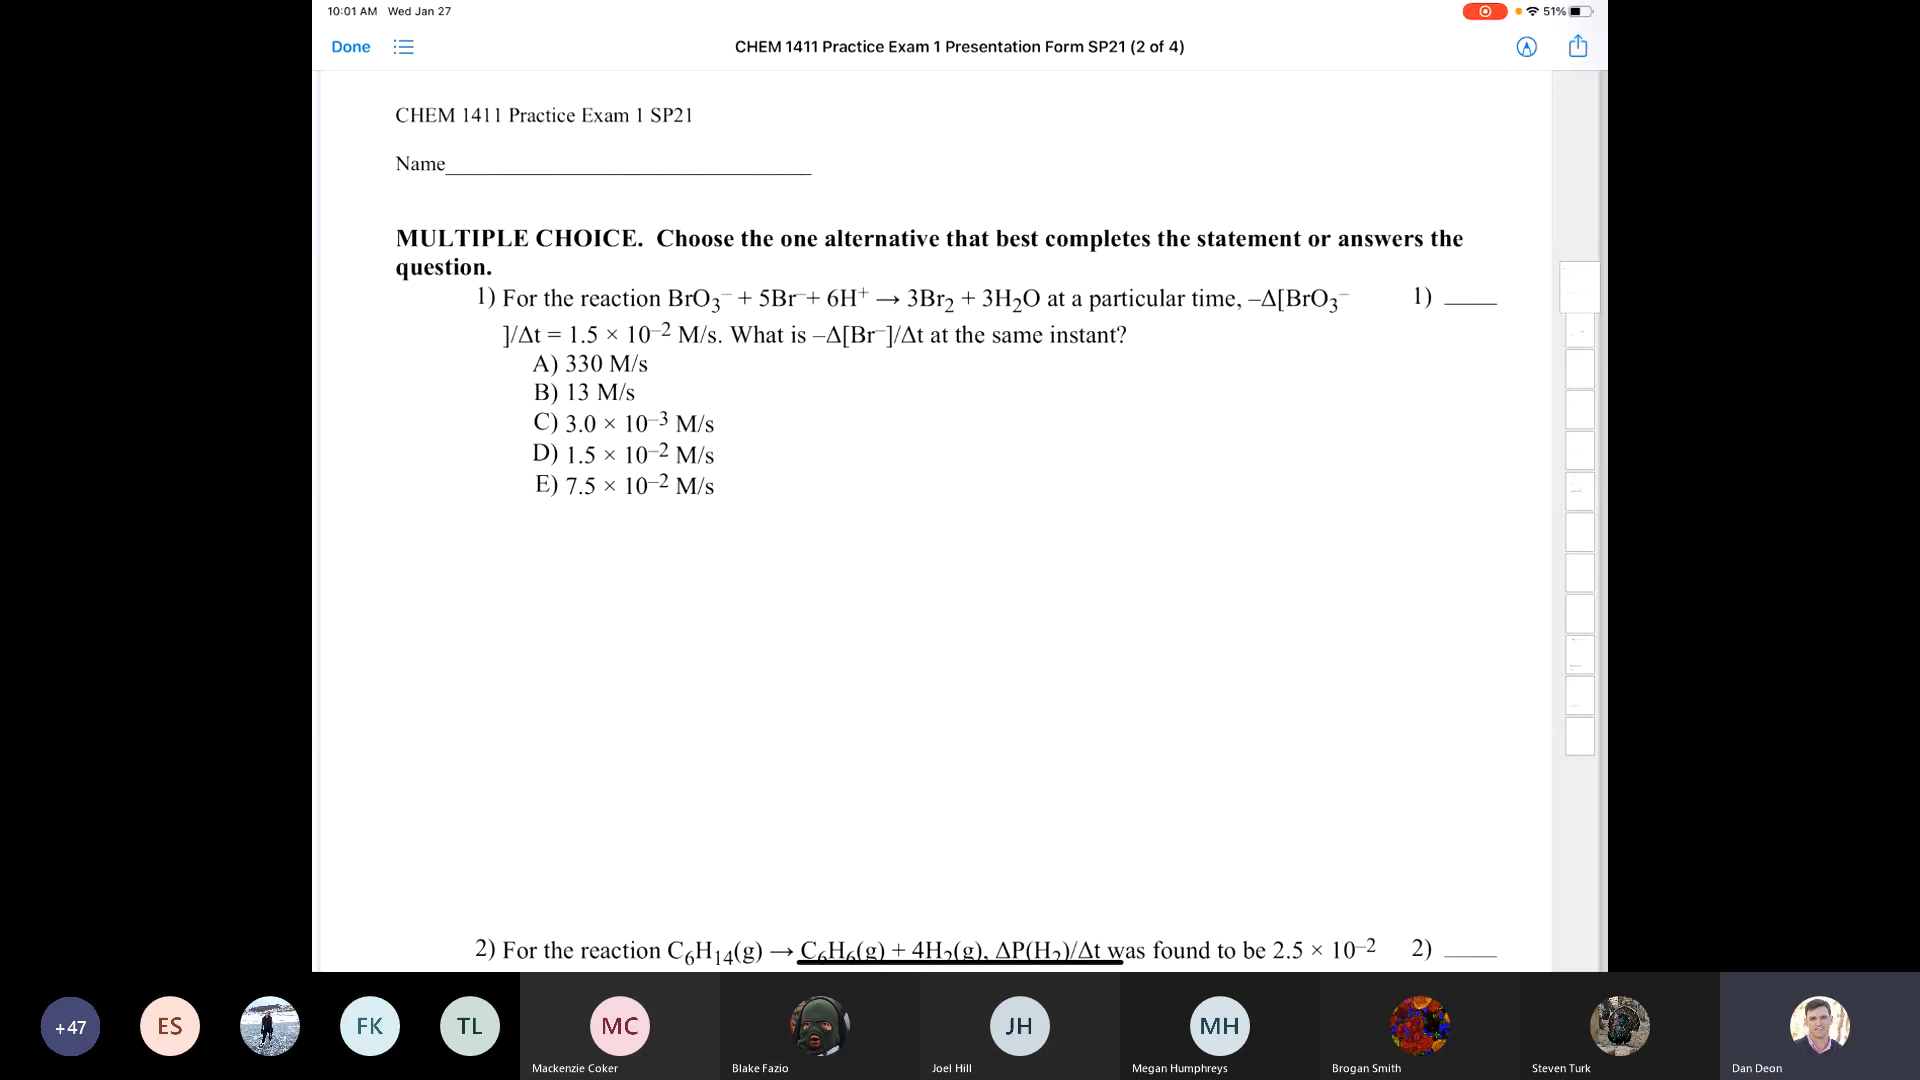 10:01 AM Wed Jan 27
51%
Done
CHEM 1411 Practice Exam 1 Presentation Form SP21 (2 of 4)
CHEM 1411 Practice Exam 1 SP21
Name
MULTIPLE CHOICE. Choose the one alternative that best completes the statement or answers the
question.
1) For the reaction BrO₃⁻ + 5Br⁻ + 6H⁺ → 3Br₂ + 3H₂O at a particular time, –Δ[BrO₃⁻ 1) ____
]/Δt = 1.5 × 10⁻² M/s. What is –Δ[Br⁻]/Δt at the same instant?
A) 330 M/s
B) 13 M/s
C) 3.0 × 10⁻³ M/s
D) 1.5 × 10⁻² M/s
E) 7.5 × 10⁻² M/s
2) For the reaction C₆H₁₄(g) → C₆H₆(g) + 4H₂(g), ΔP(H₂)/Δt was found to be 2.5 × 10⁻² 2) ____
+47
ES
FK
TL
MC
JH
MH
Mackenzie Coker
Blake Fazio
Joel Hill
Megan Humphreys
Brogan Smith
Steven Turk
Dan Deon